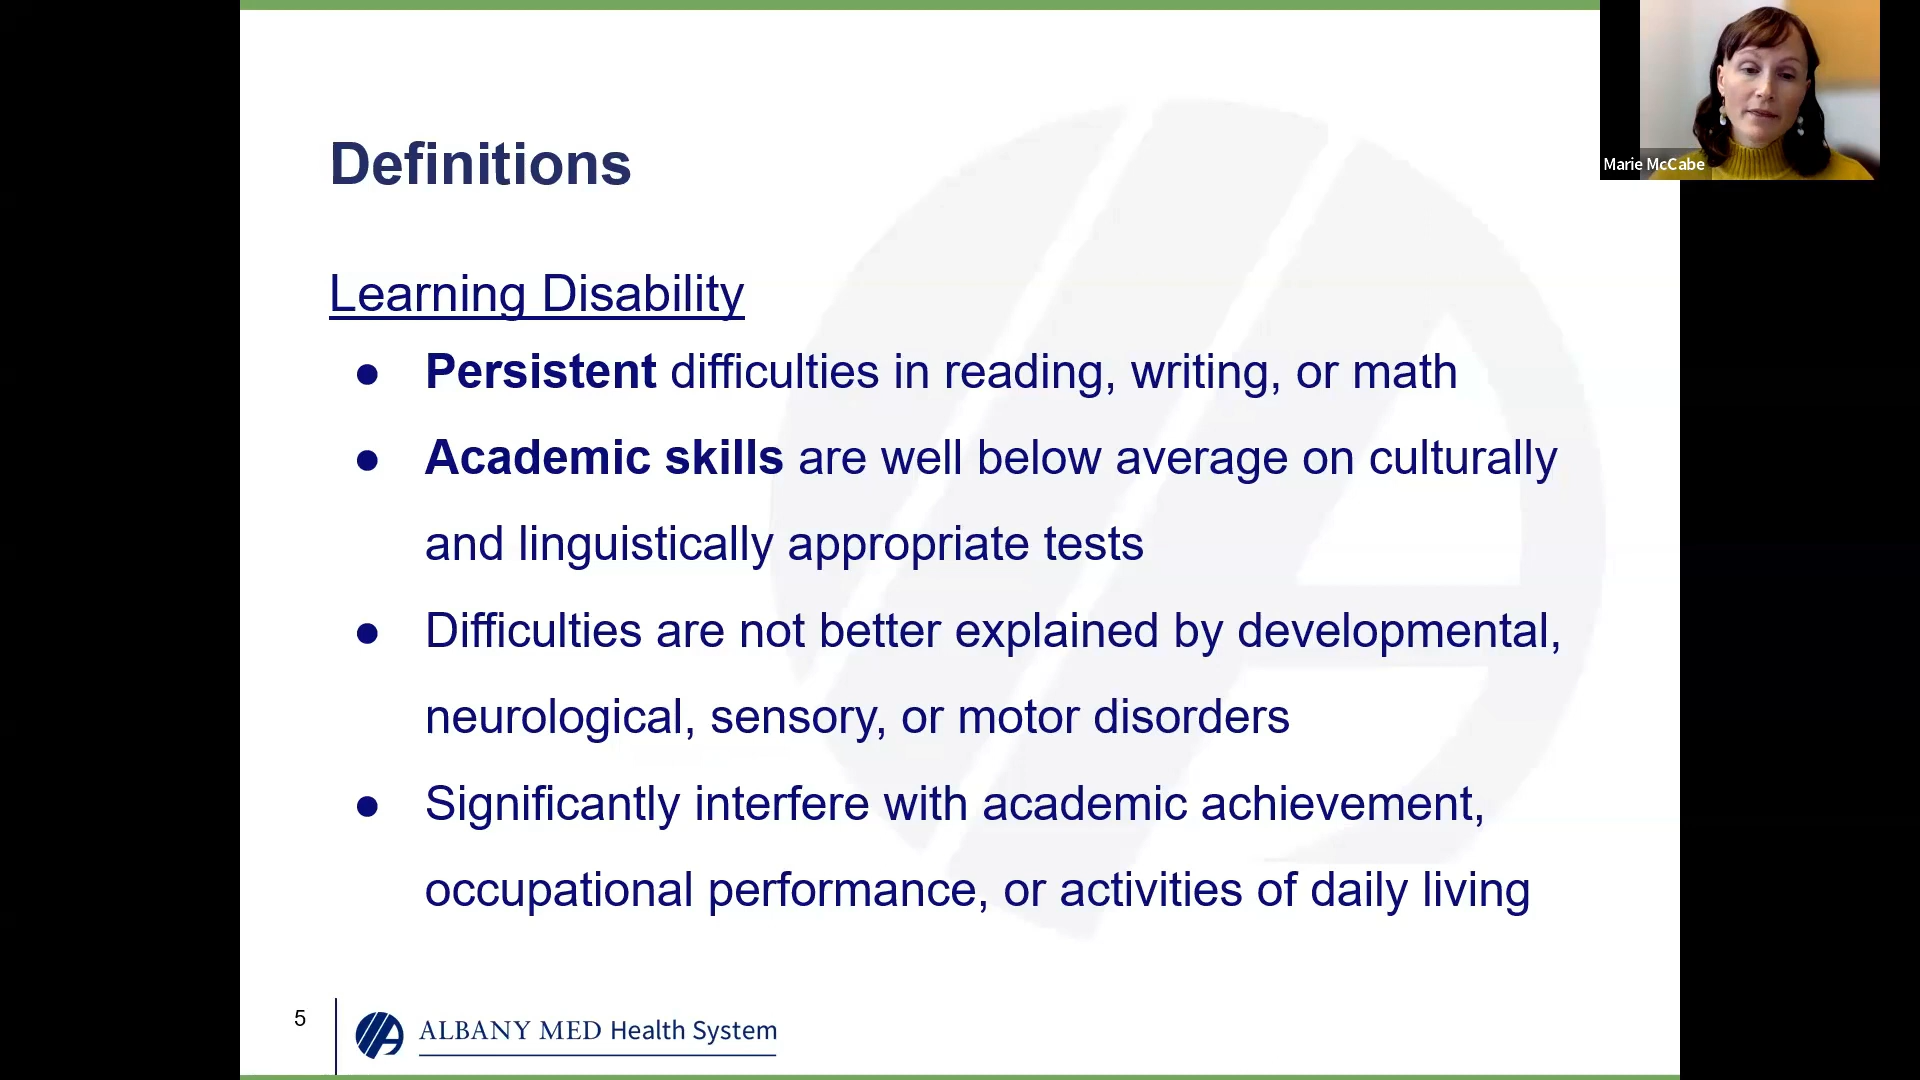 Definitions
Learning Disability
● Persistent difficulties in reading, writing, or math
● Academic skills are well below average on culturally
and linguistically appropriate tests
● Difficulties are not better explained by developmental,
neurological, sensory, or motor disorders
● Significantly interfere with academic achievement,
occupational performance, or activities of daily living
5
ALBANY MED Health System
Marie McCabe